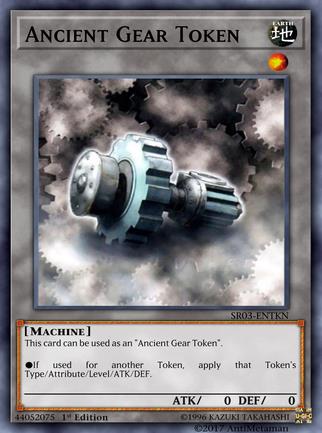 ANCIENT GEAR TOKEN
EARTH
地
SR03-ENTKN
[MACHINE]
This card can be used as an "Ancient Gear Token".
●If used for another Token, apply that Token's
Type/Attribute/Level/ATK/DEF.
ATK/ 0 DEF/ 0
44052075 1st Edition ©1996 KAZUKI TAKAHASHI
©2017 AntiMetaman